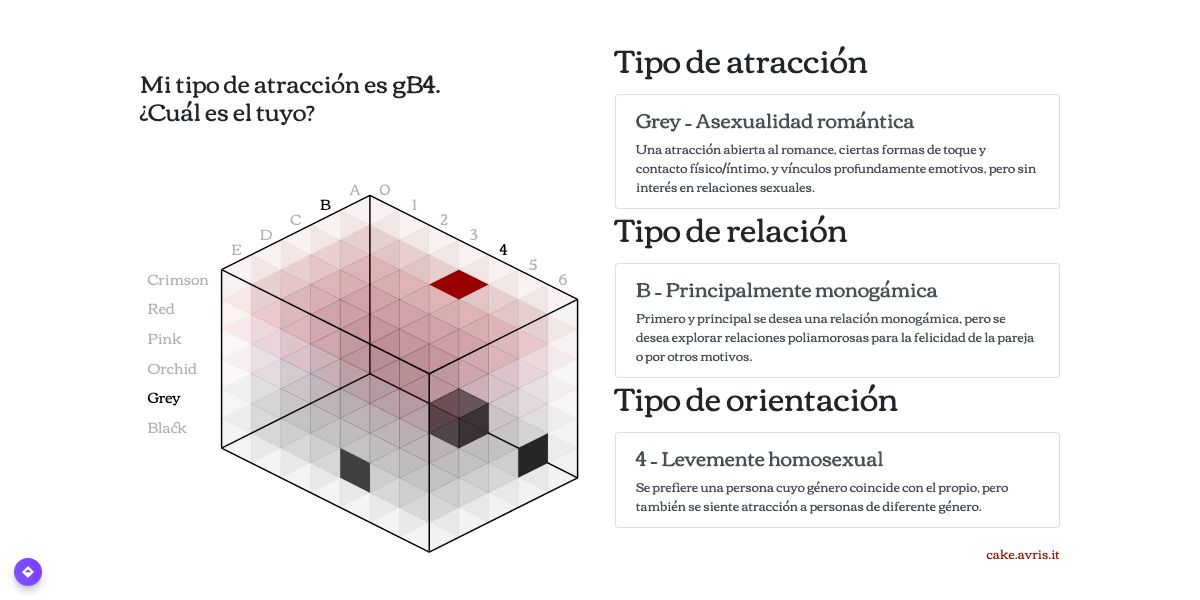 Mi tipo de atracción es gB4.
¿Cuál es el tuyo?
A
0
B
1
C
2
D
3
E
4
5
6
Crimson
Red
Pink
Orchid
Grey
Black
Tipo de atracción
Grey - Asexualidad romántica
Una atracción abierta al romance, ciertas formas de toque y
contacto físico/íntimo, y vínculos profundamente emotivos, pero sin
interés en relaciones sexuales.
Tipo de relación
B - Principalmente monogámica
Primero y principal se desea una relación monogámica, pero se
desea explorar relaciones poliamorosas para la felicidad de la pareja
o por otros motivos.
Tipo de orientación
4 - Levemente homosexual
Se prefiere una persona cuyo género coincide con el propio, pero
también se siente atracción a personas de diferente género.
cake.avris.it